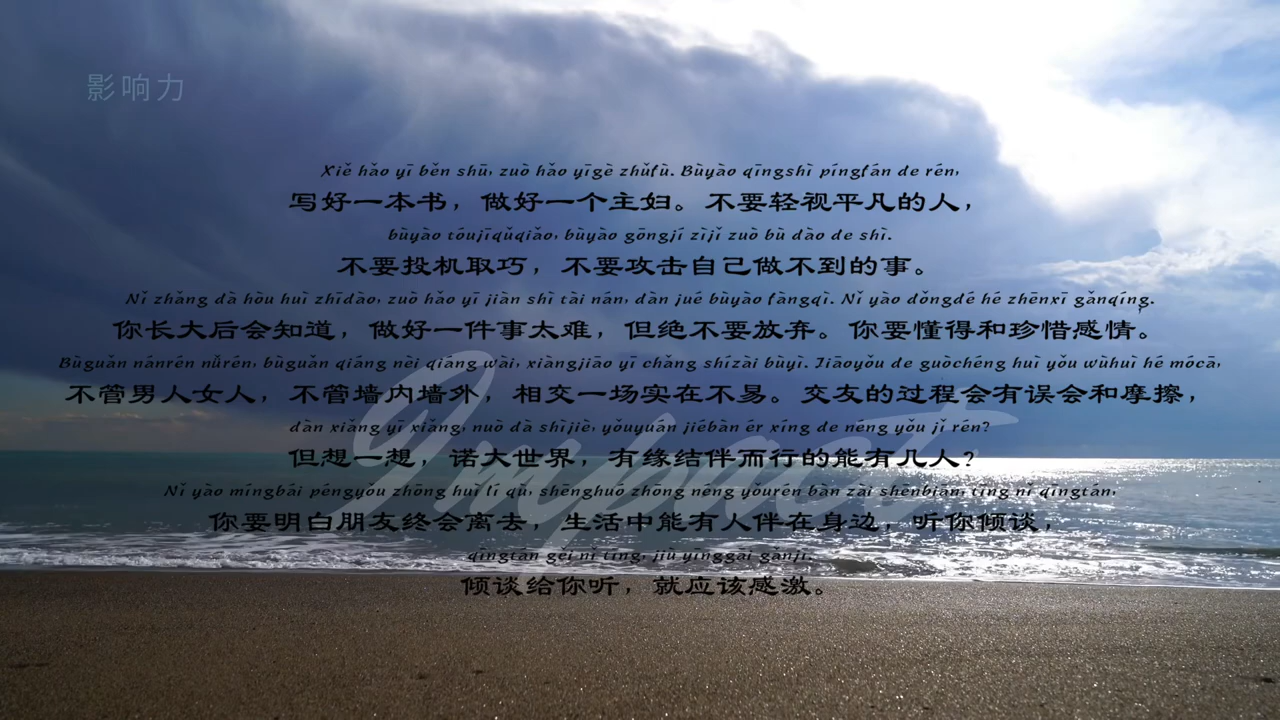 影响力
Xiě hǎo yī běn shū, zuò hǎo yīgè zhǔfù. Bùyào qīngshì píngfán de rén,
写好一本书，做好一个主妇。不要轻视平凡的人，
bùyào tóujīqǔqiǎo, bùyào gōngjí zìjǐ zuò bù dào de shì.
不要投机取巧，不要攻击自己做不到的事。
Nǐ zhǎng dà hòu huì zhīdào, zuò hǎo yī jiàn shì tài nán, dàn jué bùyào fàngqì. Nǐ yào dǒngdé hé zhēnxī gǎnqíng.
你长大后会知道，做好一件事太难，但绝不要放弃。你要懂得和珍惜感情。
Bùguǎn nánrén nǚrén, bùguǎn qiáng nèi qiáng wài, xiàngjiāo yī chǎng shízài bùyì. Jiāoyǒu de guòchéng huì yǒu wùhuì hé mócā,
不管男人女人，不管墙内墙外，相交一场实在不易。交友的过程会有误会和摩擦，
dàn xiǎng yī xiǎng, nuò dà shìjiè, yǒuyuán jiébàn ér xíng de néng yǒu jǐ rén?
但想一想，诺大世界，有缘结伴而行的能有几人？
Nǐ yào míngbái péngyǒu zhōng huì lí qù, shēnghuó zhōng néng yǒurén bàn zài shēnbiān, tīng nǐ qīngtán,
你要明白朋友终会离去，生活中能有人伴在身边，听你倾谈，
qīngtán gěi nǐ tīng, jiù yīnggāi gǎnjī.
倾谈给你听，就应该感激。
Impact